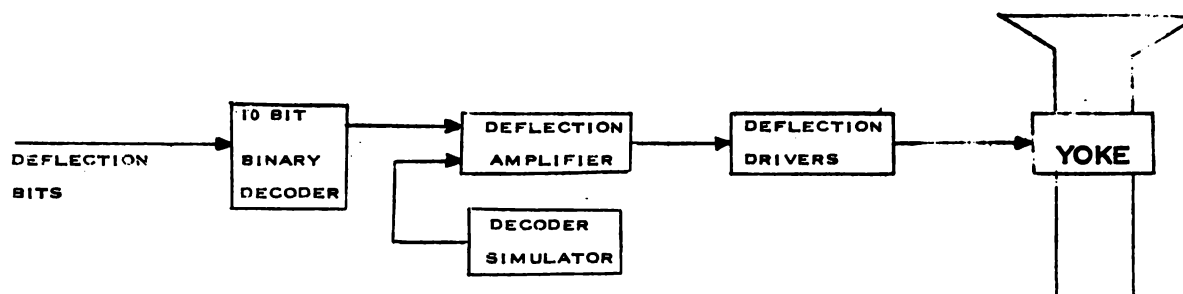 DEFLECTION
BITS
10 BIT
BINARY
DECODER
DEFLECTION
AMPLIFIER
DECODER
SIMULATOR
DEFLECTION
DRIVERS
YOKE